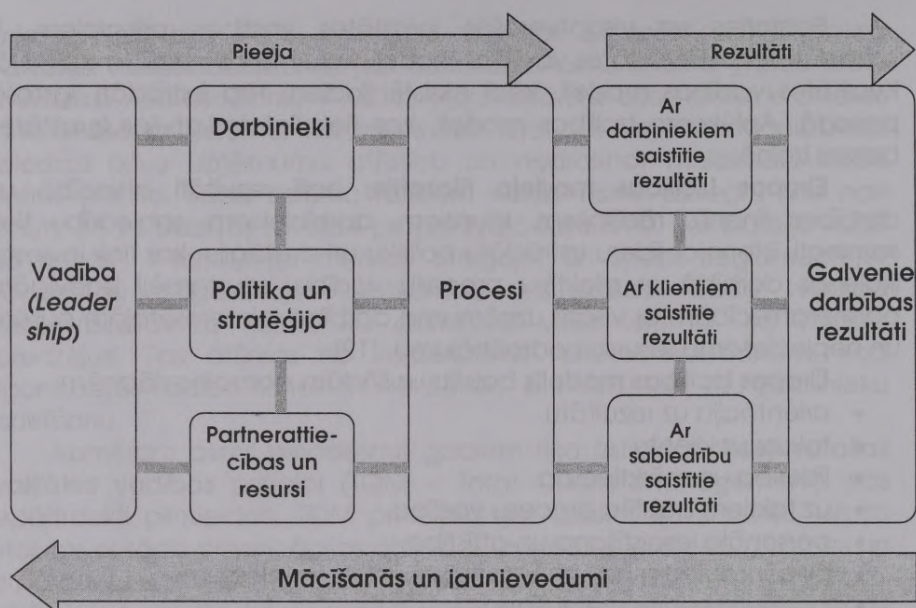 Pieeja
Rezultāti
Vadība
(Leader
ship)
Darbinieki
Politika un
stratēģija
Partnerattie-
cības un
resursi
Procesi
Ar
darbiniekiem
saistītie
rezultāti
Ar klientiem
saistītie
rezultāti
Ar
sabiedrību
saistītie
rezultāti
Galvenie
darbības
rezultāti
Mācīšanās un jaunievedumi